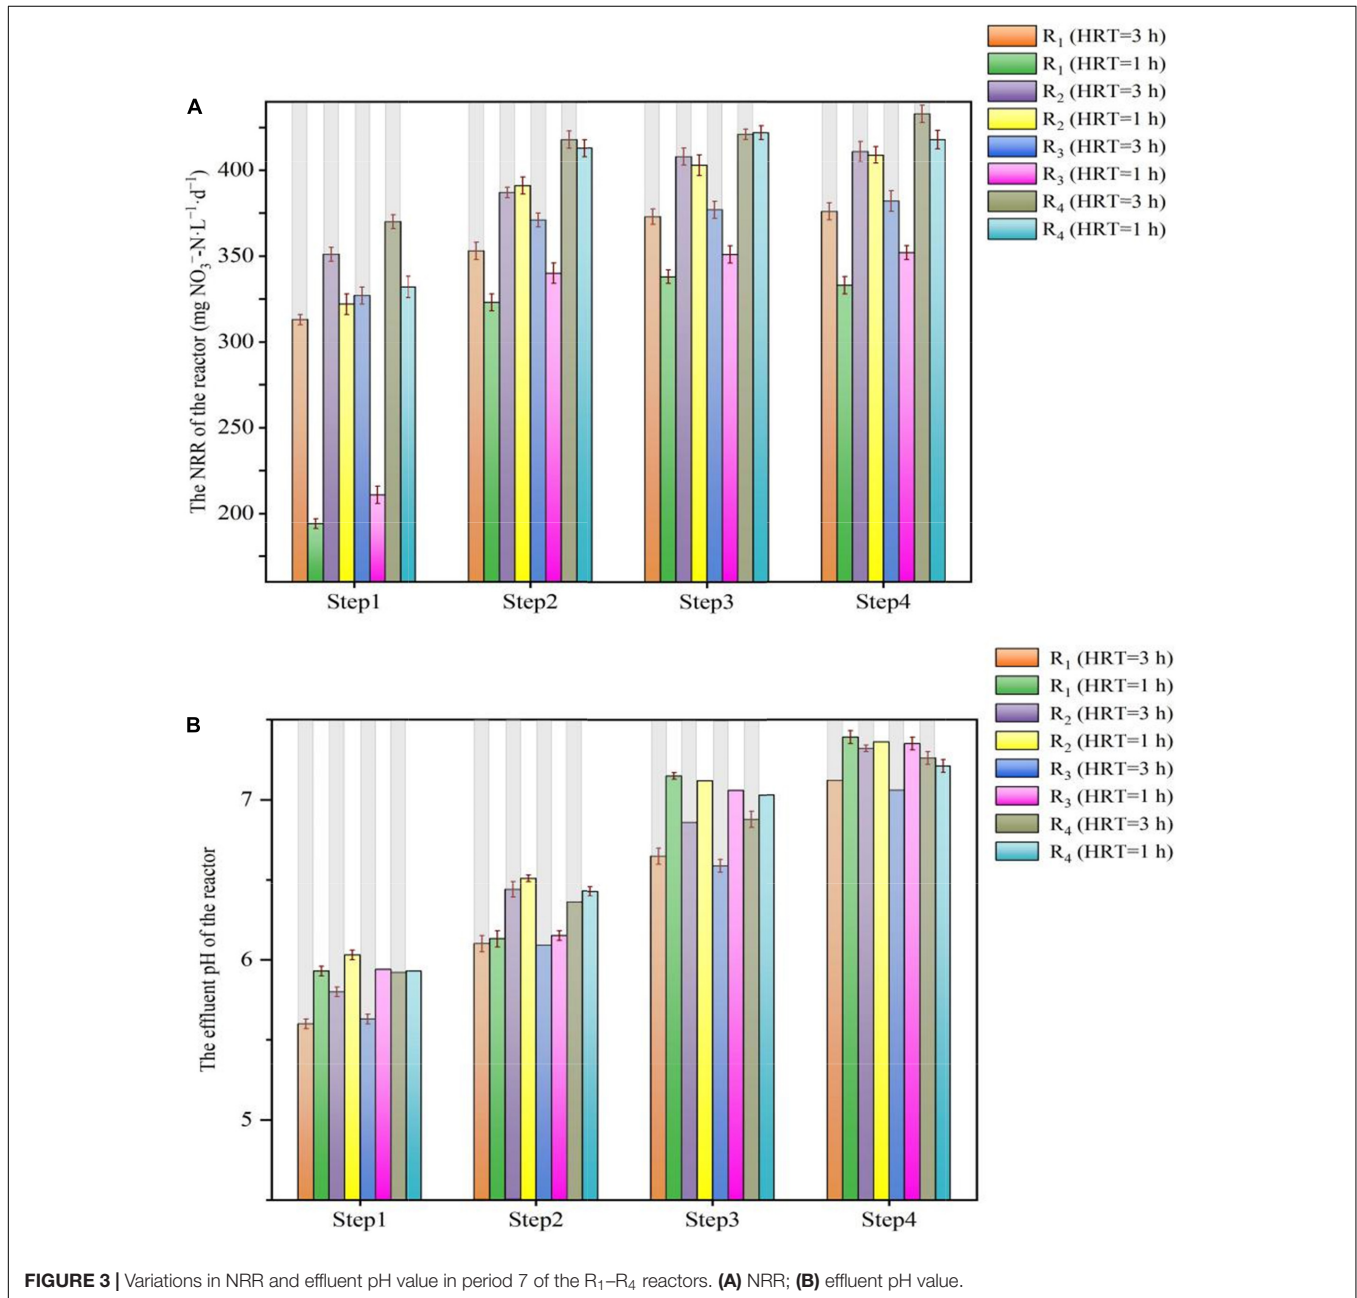 A
R₁ (HRT=3 h)
R₁ (HRT=1 h)
R₂ (HRT=3 h)
R₂ (HRT=1 h)
R₃ (HRT=3 h)
R₃ (HRT=1 h)
R₄ (HRT=3 h)
R₄ (HRT=1 h)
The NRR of the reactor (mg NO₃⁻-N·L⁻¹·d⁻¹)
400
350
300
250
200
Step1 Step2 Step3 Step4
B
R₁ (HRT=3 h)
R₁ (HRT=1 h)
R₂ (HRT=3 h)
R₂ (HRT=1 h)
R₃ (HRT=3 h)
R₃ (HRT=1 h)
R₄ (HRT=3 h)
R₄ (HRT=1 h)
The effluent pH of the reactor
7
6
5
Step1 Step2 Step3 Step4
FIGURE 3 | Variations in NRR and effluent pH value in period 7 of the R₁–R₄ reactors. (A) NRR; (B) effluent pH value.